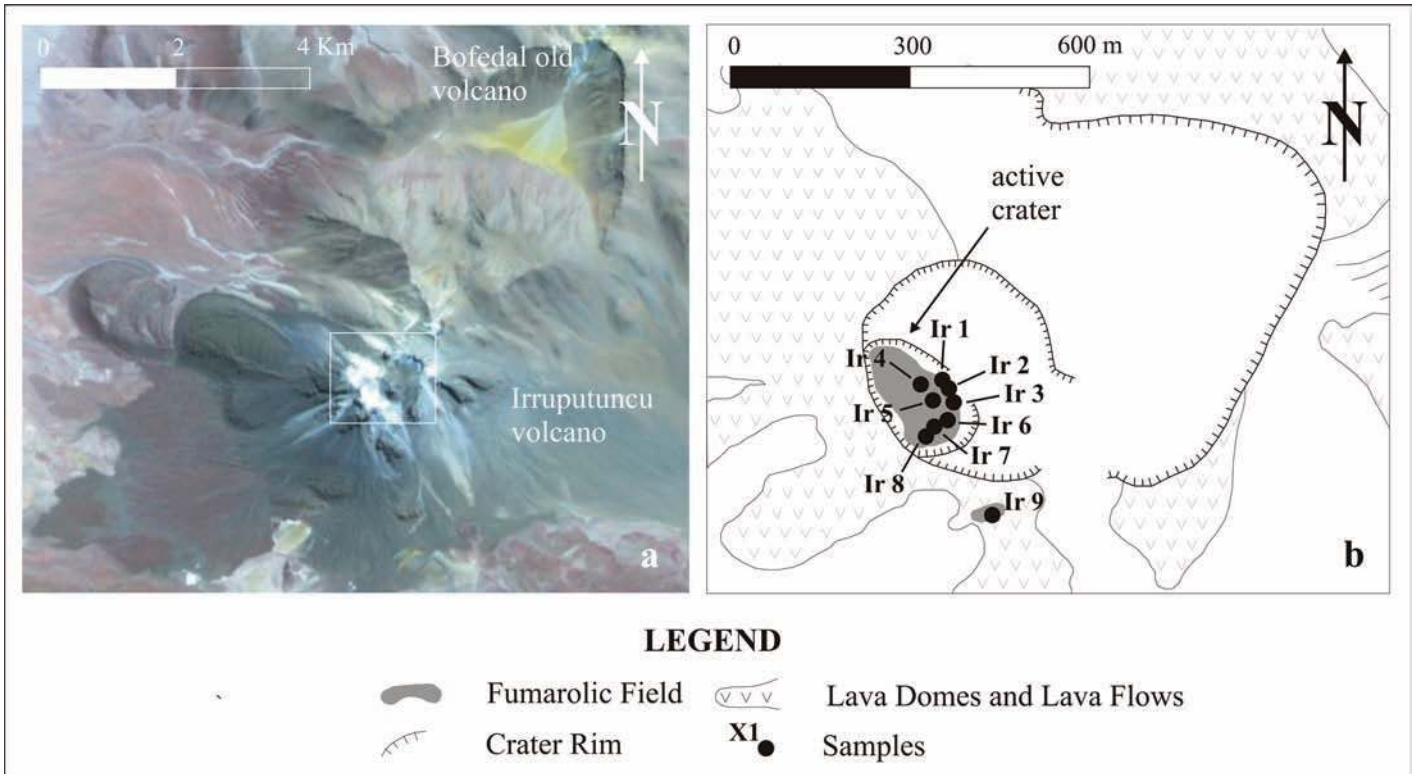 0 2 4 Km
Bofedal old
volcano
N
Irruputuncu
volcano
a
0 300 600 m
N
active
crater
Ir 1
Ir 4
Ir 2
Ir 3
Ir 5
Ir 6
Ir 7
Ir 8
Ir 9
b
LEGEND
Fumarolic Field
Lava Domes and Lava Flows
Crater Rim
X1
Samples